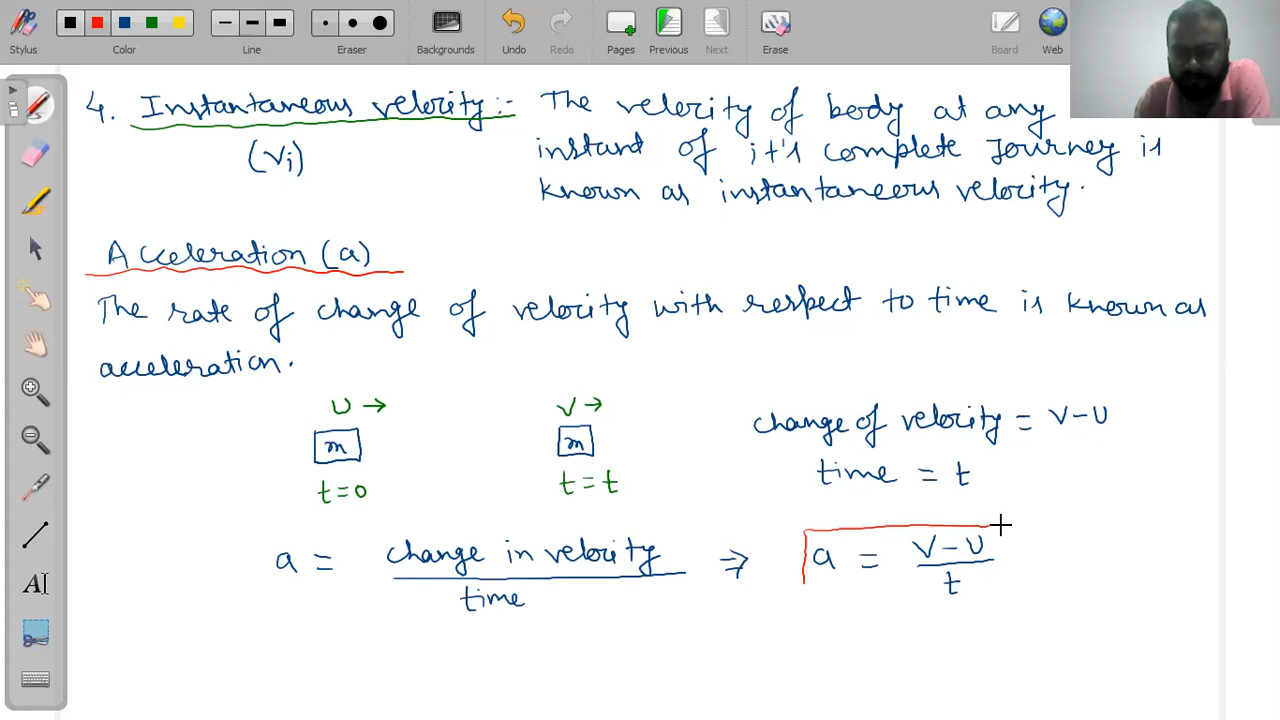 Stylus Color Line Eraser Backgrounds Undo Redo Pages Previous Next Erase Board Web
4. Instantaneous velocity :- The velocity of body at any
(Vi) instant of it's complete Journey is
known as instantaneous velocity.
Acceleration (a)
The rate of change of velocity with respect to time is known as
acceleration.
U → V →
m m
t = 0 t = t
change of velocity = V - U
time = t
a = change in velocity / time ⇒ a = V - U / t